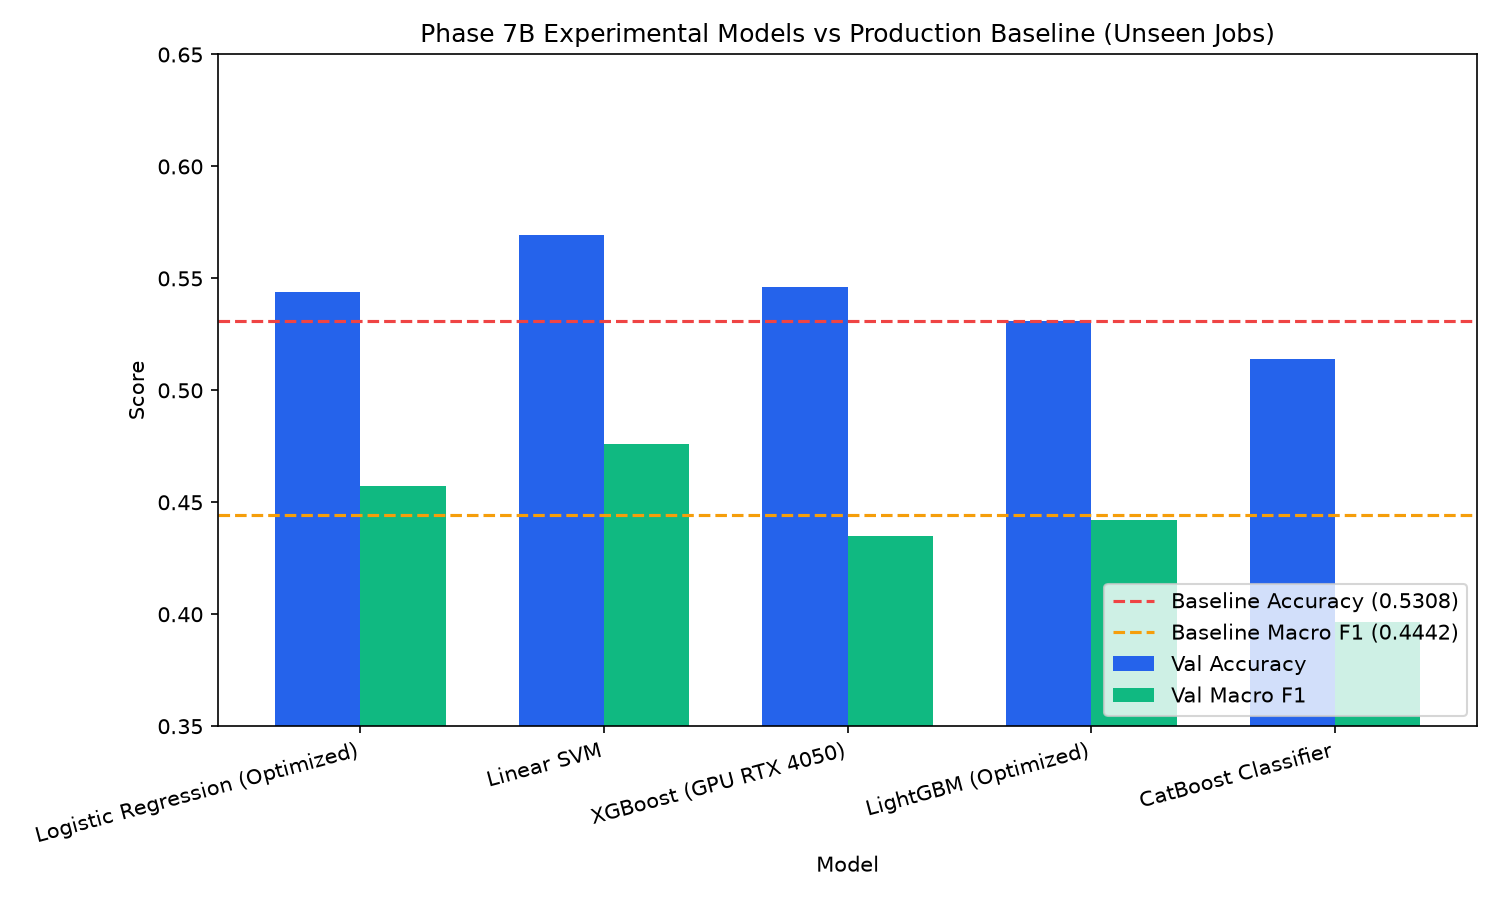 Phase 7B Experimental Models vs Production Baseline (Unseen Jobs)
0.65
0.60
0.55
0.50
0.45
0.40
0.35
Score
Baseline Accuracy (0.5308)
Baseline Macro F1 (0.4442)
Val Accuracy
Val Macro F1
Logistic Regression (Optimized)
Linear SVM
XGBoost (GPU RTX 4050)
LightGBM (Optimized)
CatBoost Classifier
Model